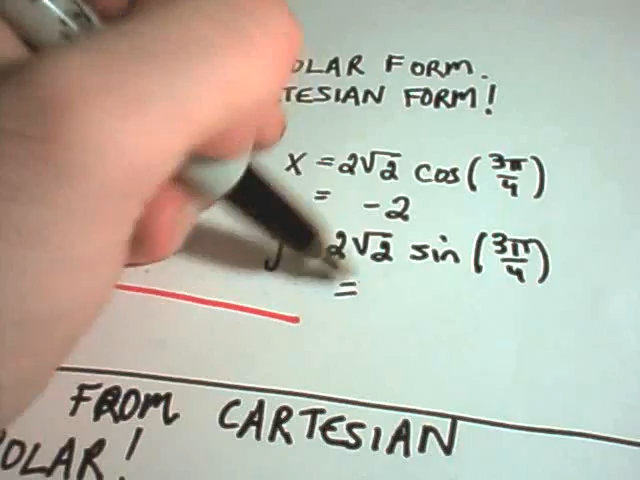 OLAR FORM.
TESIAN FORM!
x = 2√2 cos(3π/4)
= -2
2√2 sin(3π/4)
=
FROM CARTESIAN
OLAR!